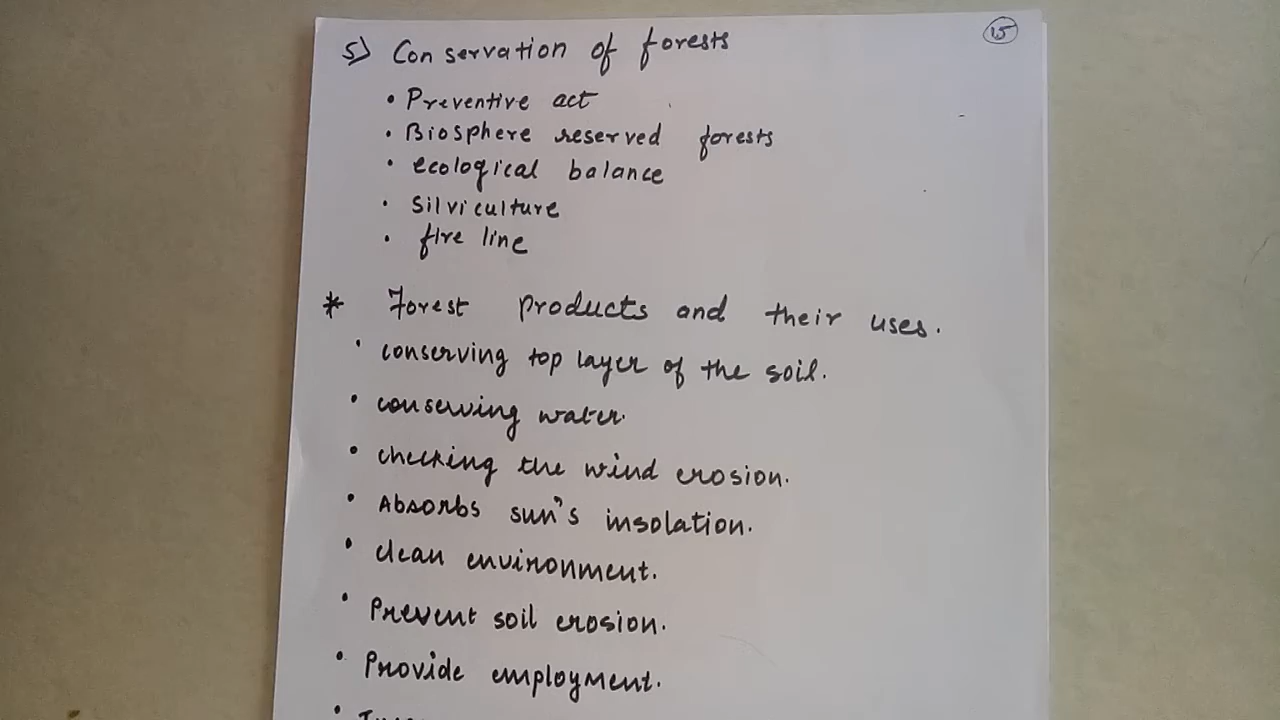 15
5) Conservation of forests
• Preventive act
• Biosphere reserved forests
• ecological balance
• Silviculture
• fire line
* Forest products and their uses.
• conserving top layer of the soil.
• conserving water.
• checking the wind erosion.
• Absorbs sun"s insolation.
• clean environment.
• Prevent soil erosion.
• Provide employment.